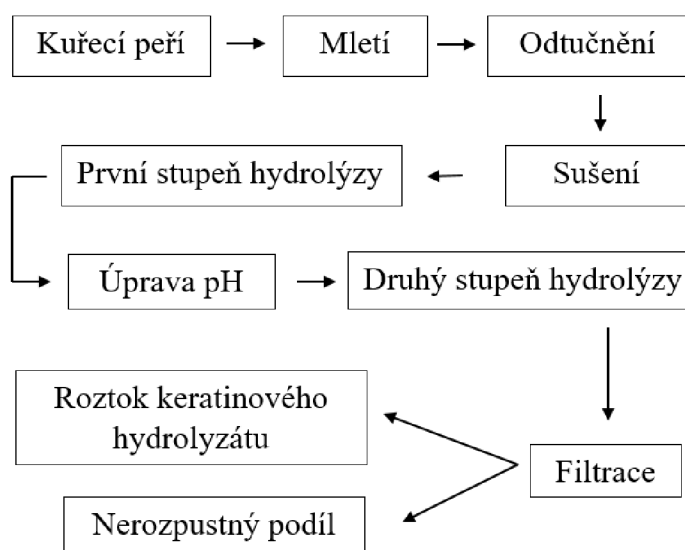 Kuřecí peří
Mletí
Odtučnění
Sušení
První stupeň hydrolýzy
Úprava pH
Druhý stupeň hydrolýzy
Filtrace
Roztok keratinového
hydrolyzátu
Nerozpustný podíl